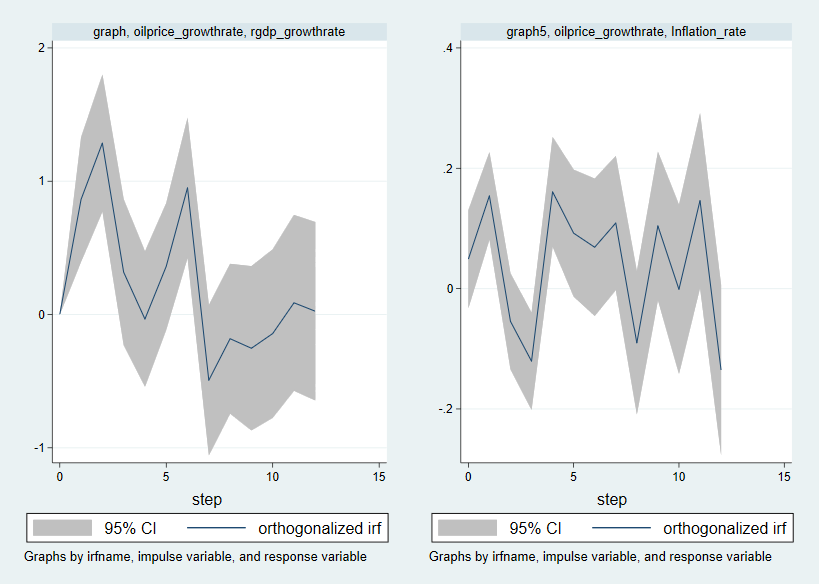 graph, oilprice_growthrate, rgdp_growthrate
2
1
0
-1
0
5
10
15
step
95% CI
orthogonalized irf
Graphs by irfname, impulse variable, and response variable
graph5, oilprice_growthrate, Inflation_rate
.4
.2
0
-.2
0
5
10
15
step
95% CI
orthogonalized irf
Graphs by irfname, impulse variable, and response variable